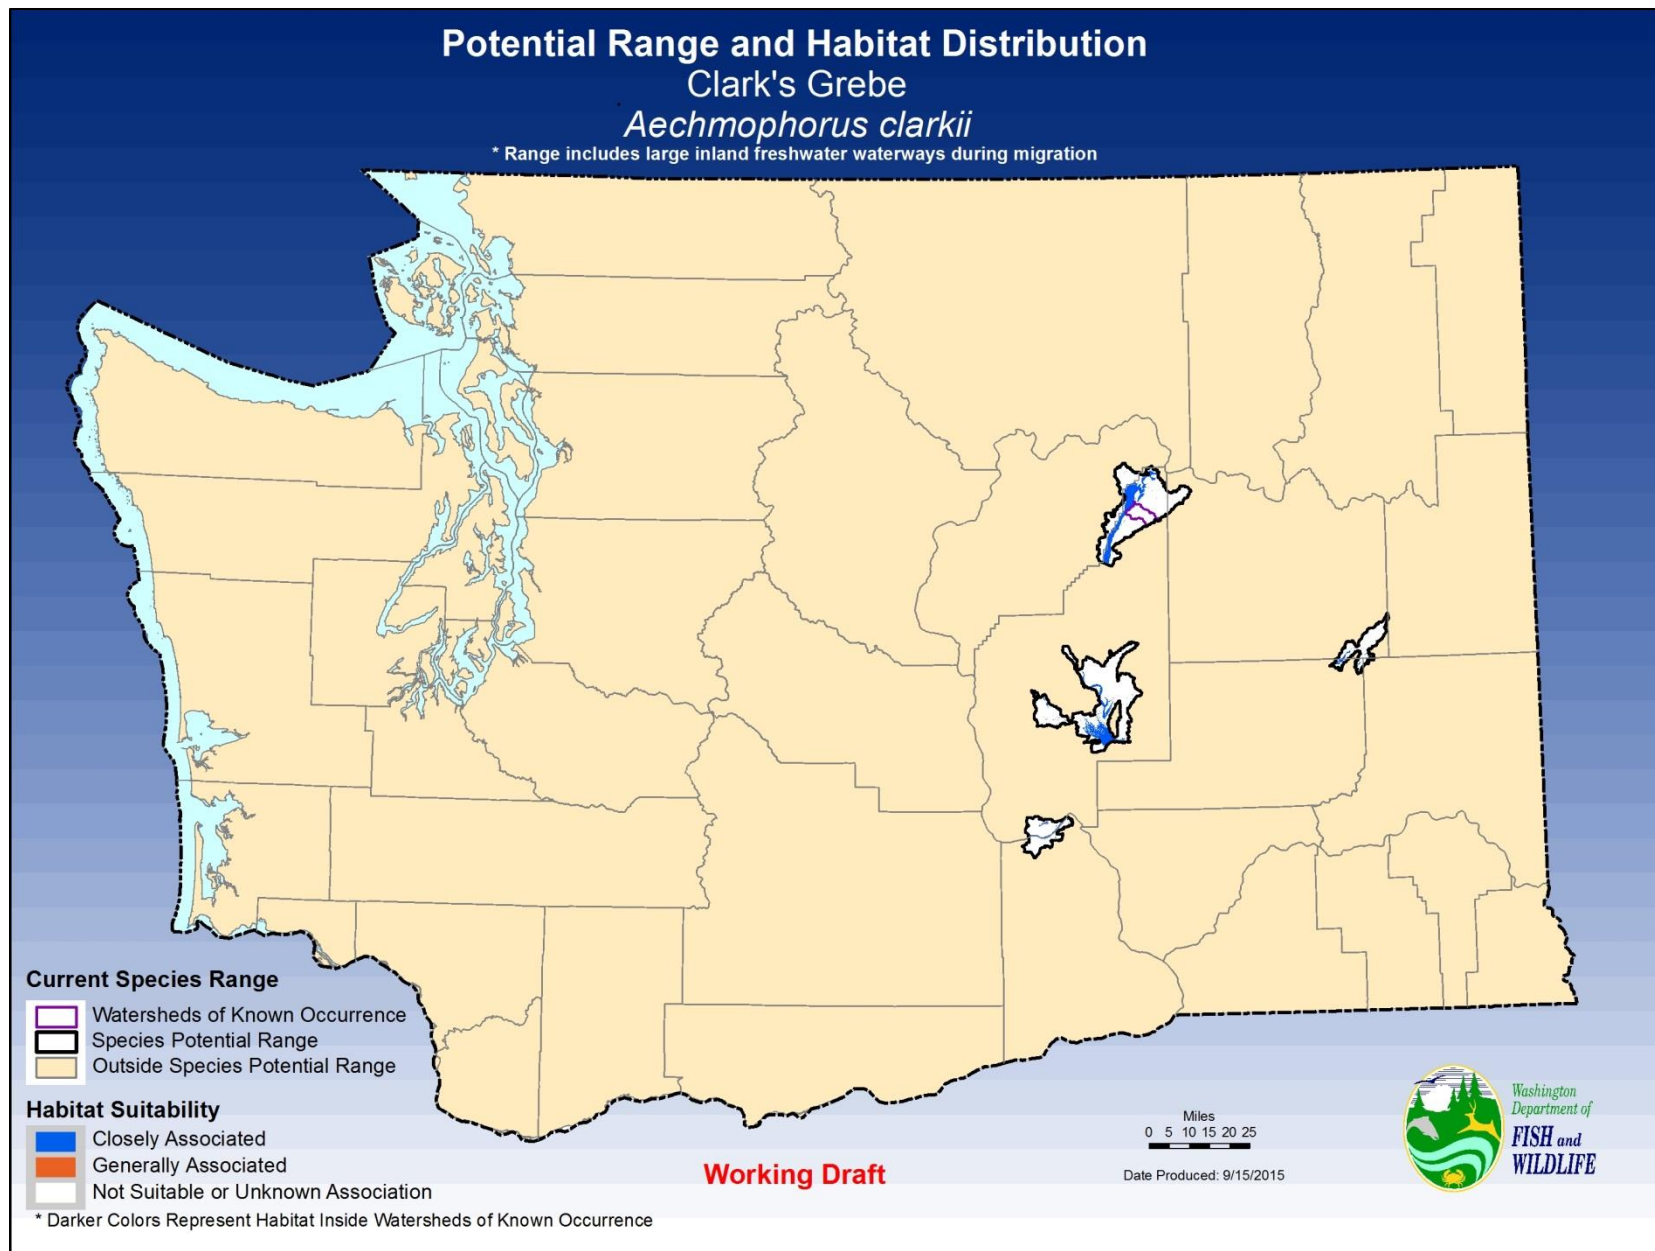 Potential Range and Habitat Distribution
Clark's Grebe
Aechmophorus clarkii
* Range includes large inland freshwater waterways during migration
Current Species Range
Watersheds of Known Occurrence
Species Potential Range
Outside Species Potential Range
Habitat Suitability
Closely Associated
Generally Associated
Not Suitable or Unknown Association
* Darker Colors Represent Habitat Inside Watersheds of Known Occurrence
Working Draft
Miles
0 5 10 15 20 25
Date Produced: 9/15/2015
Washington
Department of
FISH and
WILDLIFE